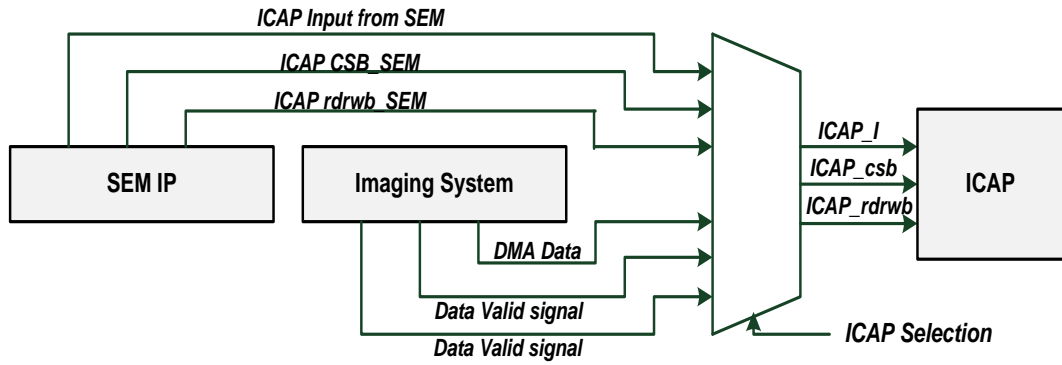 ICAP Input from SEM
ICAP CSB_SEM
ICAP rdrwb_SEM
SEM IP
Imaging System
ICAP_I
ICAP_csb
ICAP_rdrwb
ICAP
DMA Data
Data Valid signal
Data Valid signal
ICAP Selection